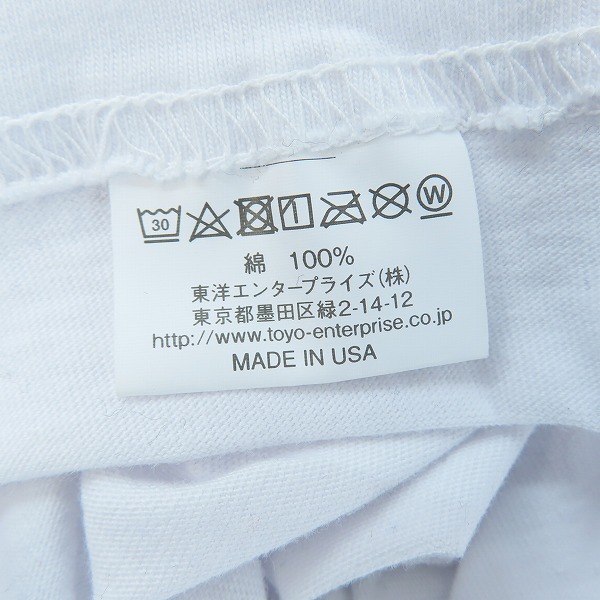 30 W
綿 100%
東洋エンタープライズ(株)
東京都墨田区緑2-14-12
http://www.toyo-enterprise.co.jp
MADE IN USA